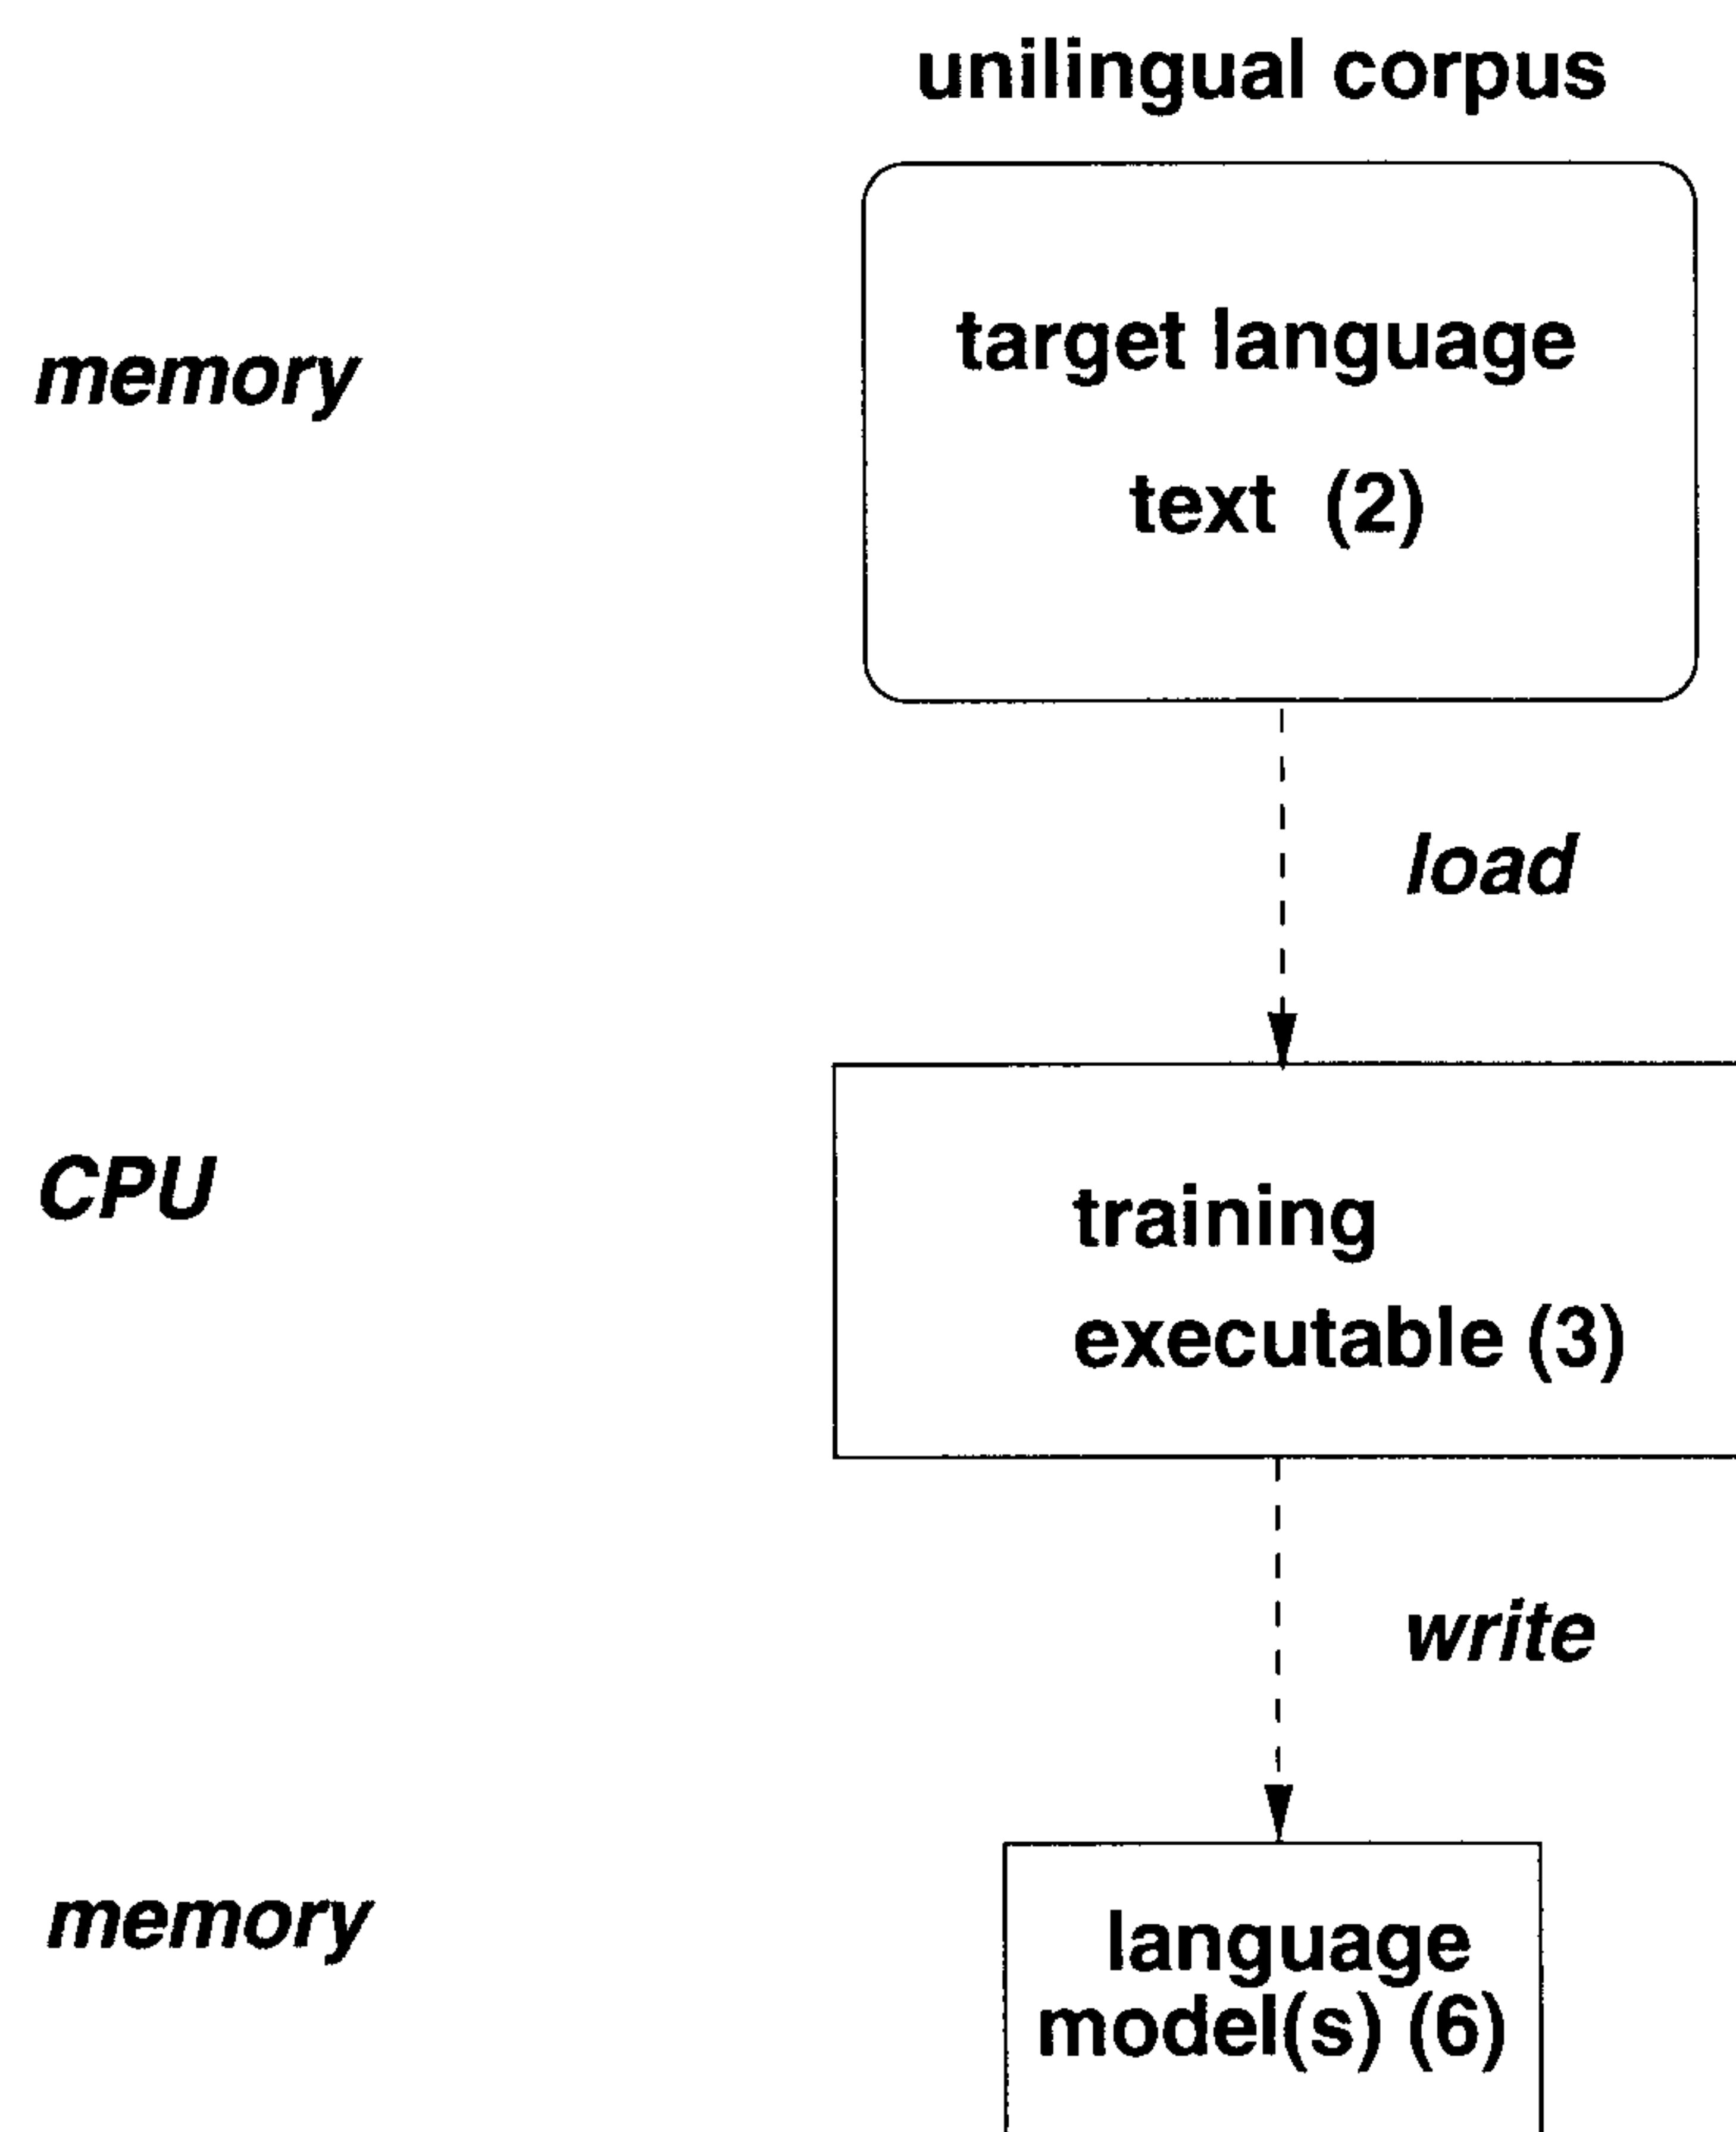 unilingual corpus
target language
memory
text (2)
load
CPU
training
executable (3)
write
memory
language
model(s) (6)